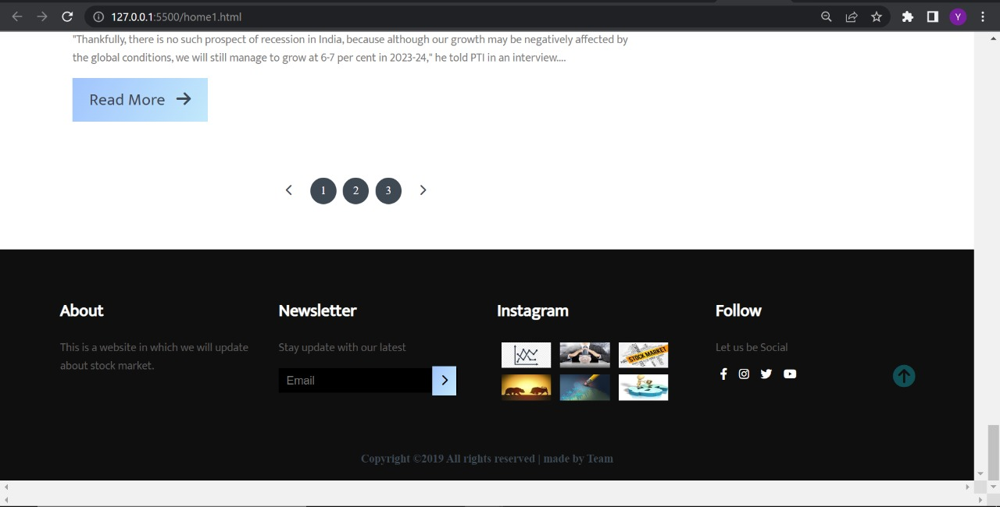 127.0.0.1:5500/home1.html
Y
"Thankfully, there is no such prospect of recession in India, because although our growth may be negatively affected by
the global conditions, we will still manage to grow at 6-7 per cent in 2023-24," he told PTI in an interview....
Read More
1 2 3
About Newsletter Instagram Follow
This is a website in which we will update
about stock market.
Stay update with our latest
Email
STOCK MARKET
Let us be Social
Copyright ©2019 All rights reserved | made by Team